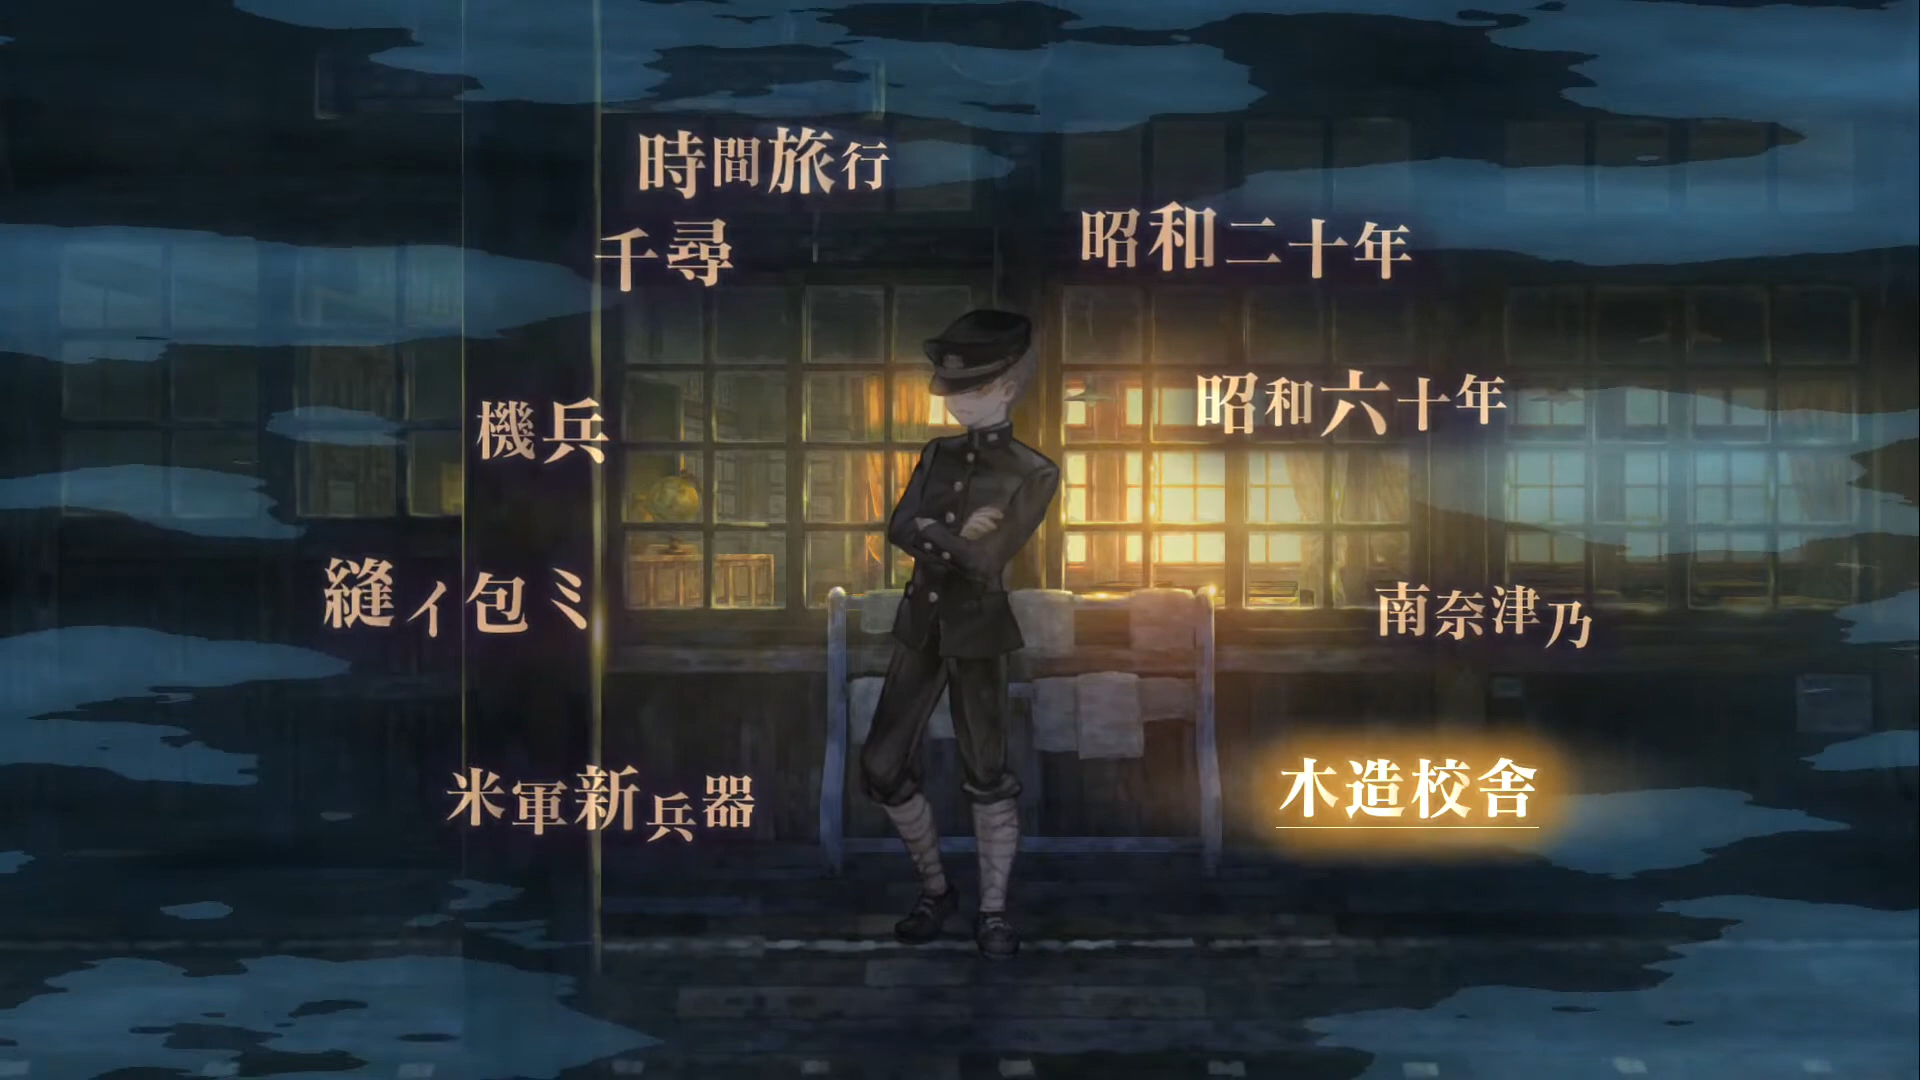 時間旅行
千尋
昭和二十年
機兵
昭和六十年
縫イ包ミ
南奈津乃
米軍新兵器
木造校舎